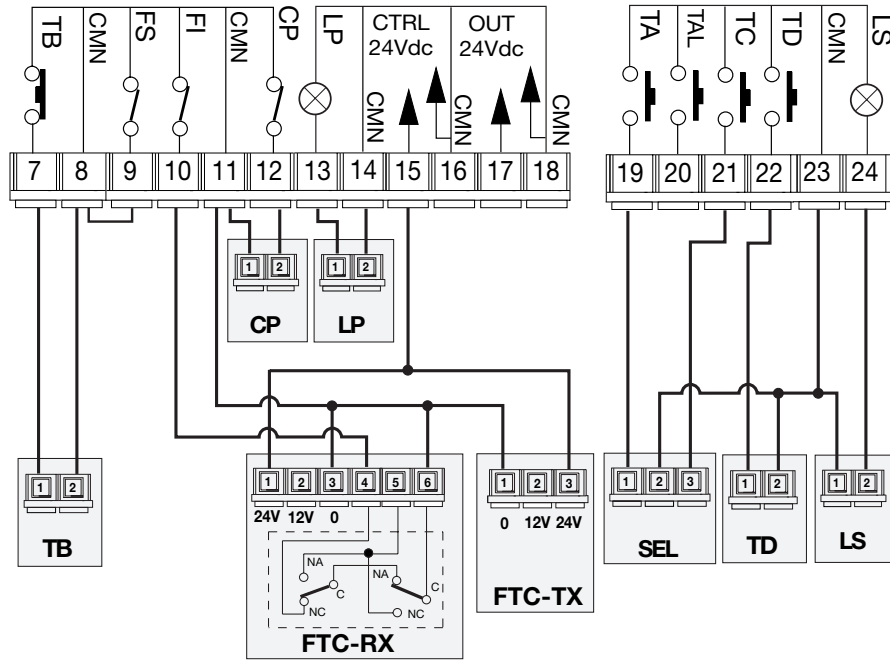 TB
CMN
FS
FI
CMN
CP
LP
CTRL
24Vdc
CMN
OUT
24Vdc
CMN
CMN
TA
TAL
TC
TD
CMN
LS
7 8 9 10 11 12 13 14 15 16 17 18
19 20 21 22 23 24
1 2
CP
1 2
LP
1 2
TB
1 2 3 4 5 6
24V 12V 0
NA
C
NC
NA
C
NC
FTC-RX
1 2 3
0 12V 24V
FTC-TX
1 2 3
SEL
1 2
TD
1 2
LS